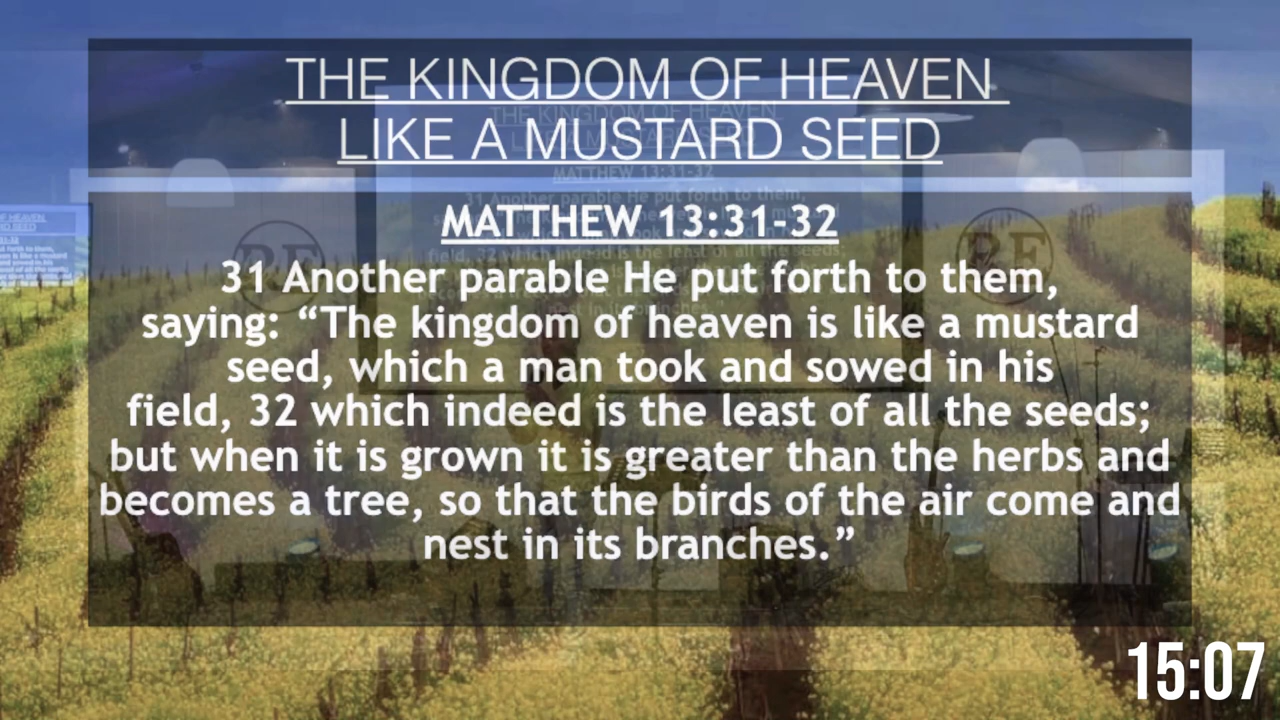 THE KINGDOM OF HEAVEN
LIKE A MUSTARD SEED
MATTHEW 13:31-32
31 Another parable He put forth to them,
saying: “The kingdom of heaven is like a mustard
seed, which a man took and sowed in his
field, 32 which indeed is the least of all the seeds;
but when it is grown it is greater than the herbs and
becomes a tree, so that the birds of the air come and
nest in its branches.”
RF
RF
15:07